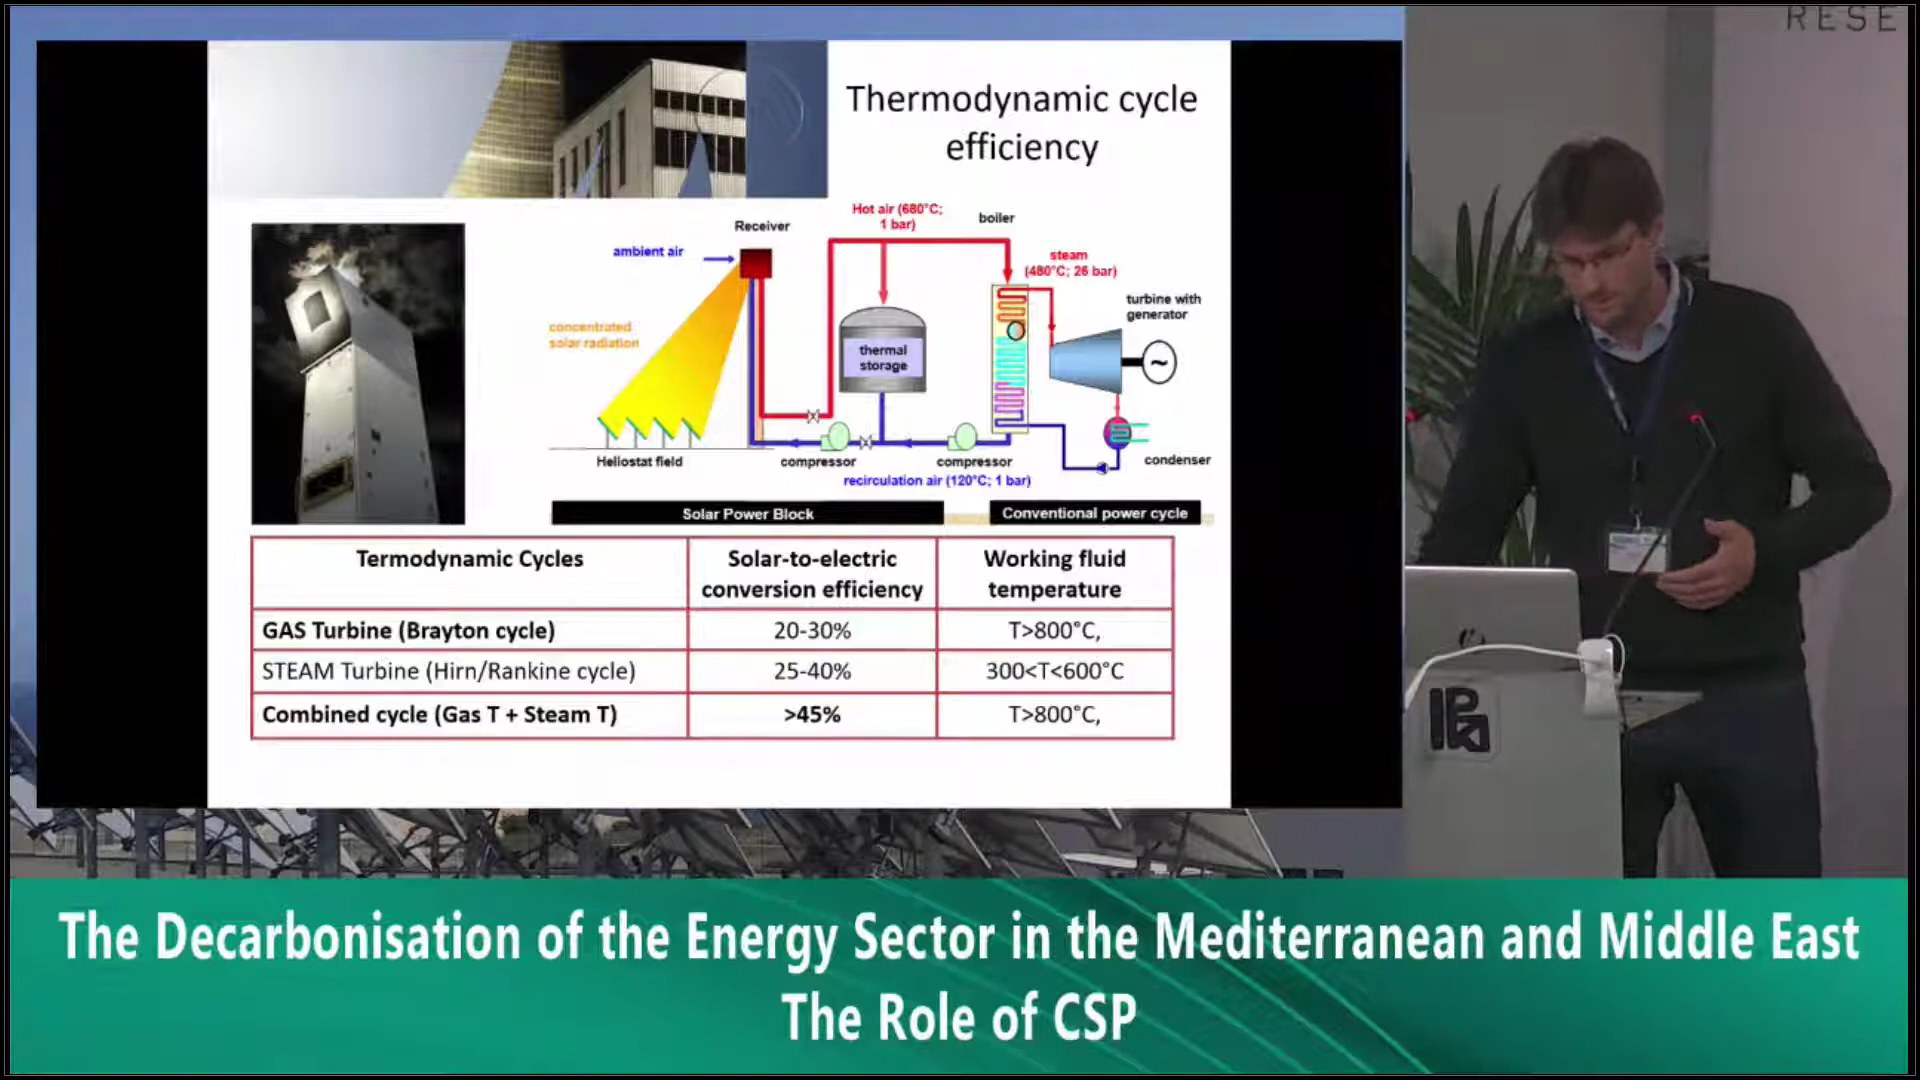 RESE
Thermodynamic cycle
efficiency
Receiver
Hot air (680°C;
1 bar)
boiler
ambient air
steam
(480°C; 26 bar)
turbine with
generator
concentrated
solar radiation
thermal
storage
~
Heliostat field
compressor
compressor
condenser
recirculation air (120°C; 1 bar)
Solar Power Block
Conventional power cycle
Termodynamic Cycles
Solar-to-electric
conversion efficiency
Working fluid
temperature
GAS Turbine (Brayton cycle)
20-30%
T>800°C,
STEAM Turbine (Hirn/Rankine cycle)
25-40%
300<T<600°C
Combined cycle (Gas T + Steam T)
>45%
T>800°C,
hp
The Decarbonisation of the Energy Sector in the Mediterranean and Middle East
The Role of CSP